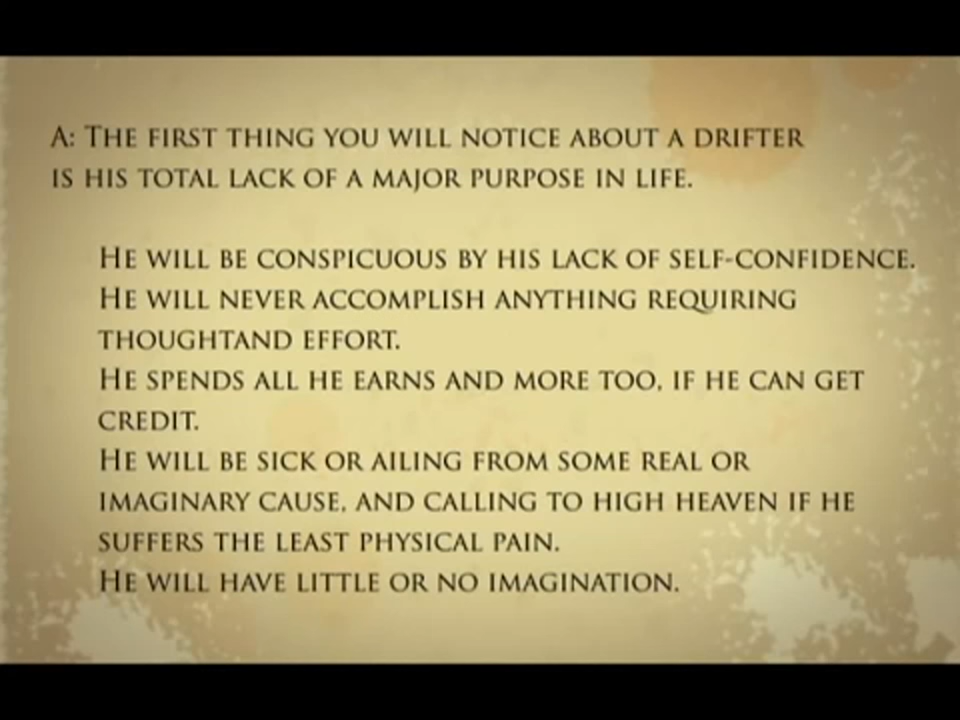 A: The first thing you will notice about a drifter
is his total lack of a major purpose in life.
He will be conspicuous by his lack of self-confidence.
He will never accomplish anything requiring
thoughtand effort.
He spends all he earns and more too, if he can get
credit.
He will be sick or ailing from some real or
imaginary cause, and calling to high heaven if he
suffers the least physical pain.
He will have little or no imagination.